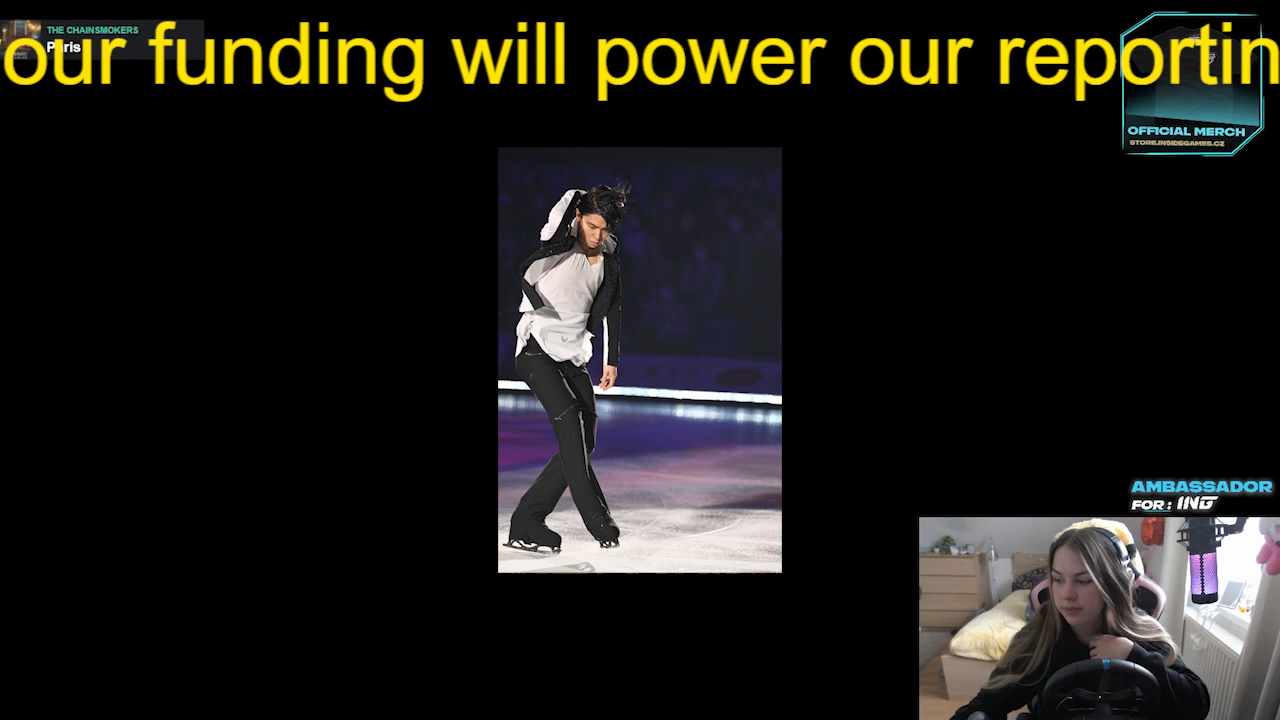 THE CHAINSMOKERS
Paris
our funding will power our reportin
OFFICIAL MERCH
STORE.INSIDEGAMES.CZ
AMBASSADOR
FOR: ING